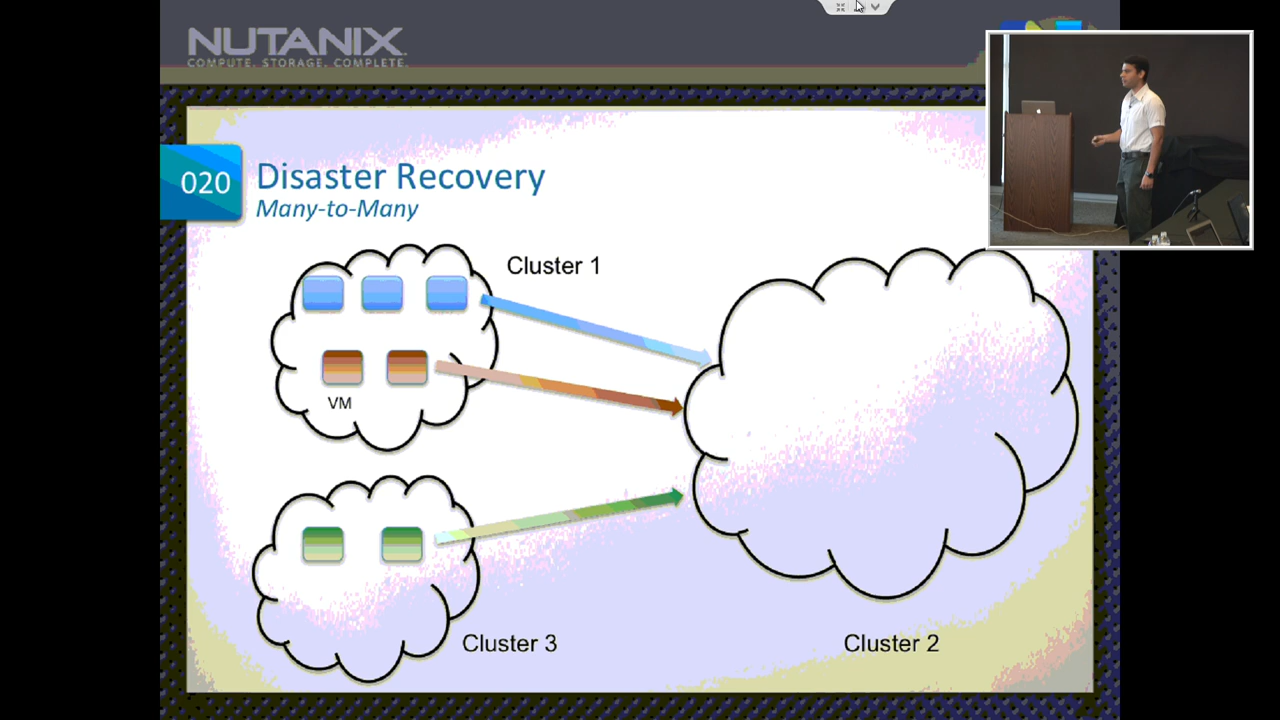 NUTANIX
COMPUTE. STORAGE. COMPLETE.
020
Disaster Recovery
Many-to-Many
Cluster 1
VM
Cluster 3
Cluster 2